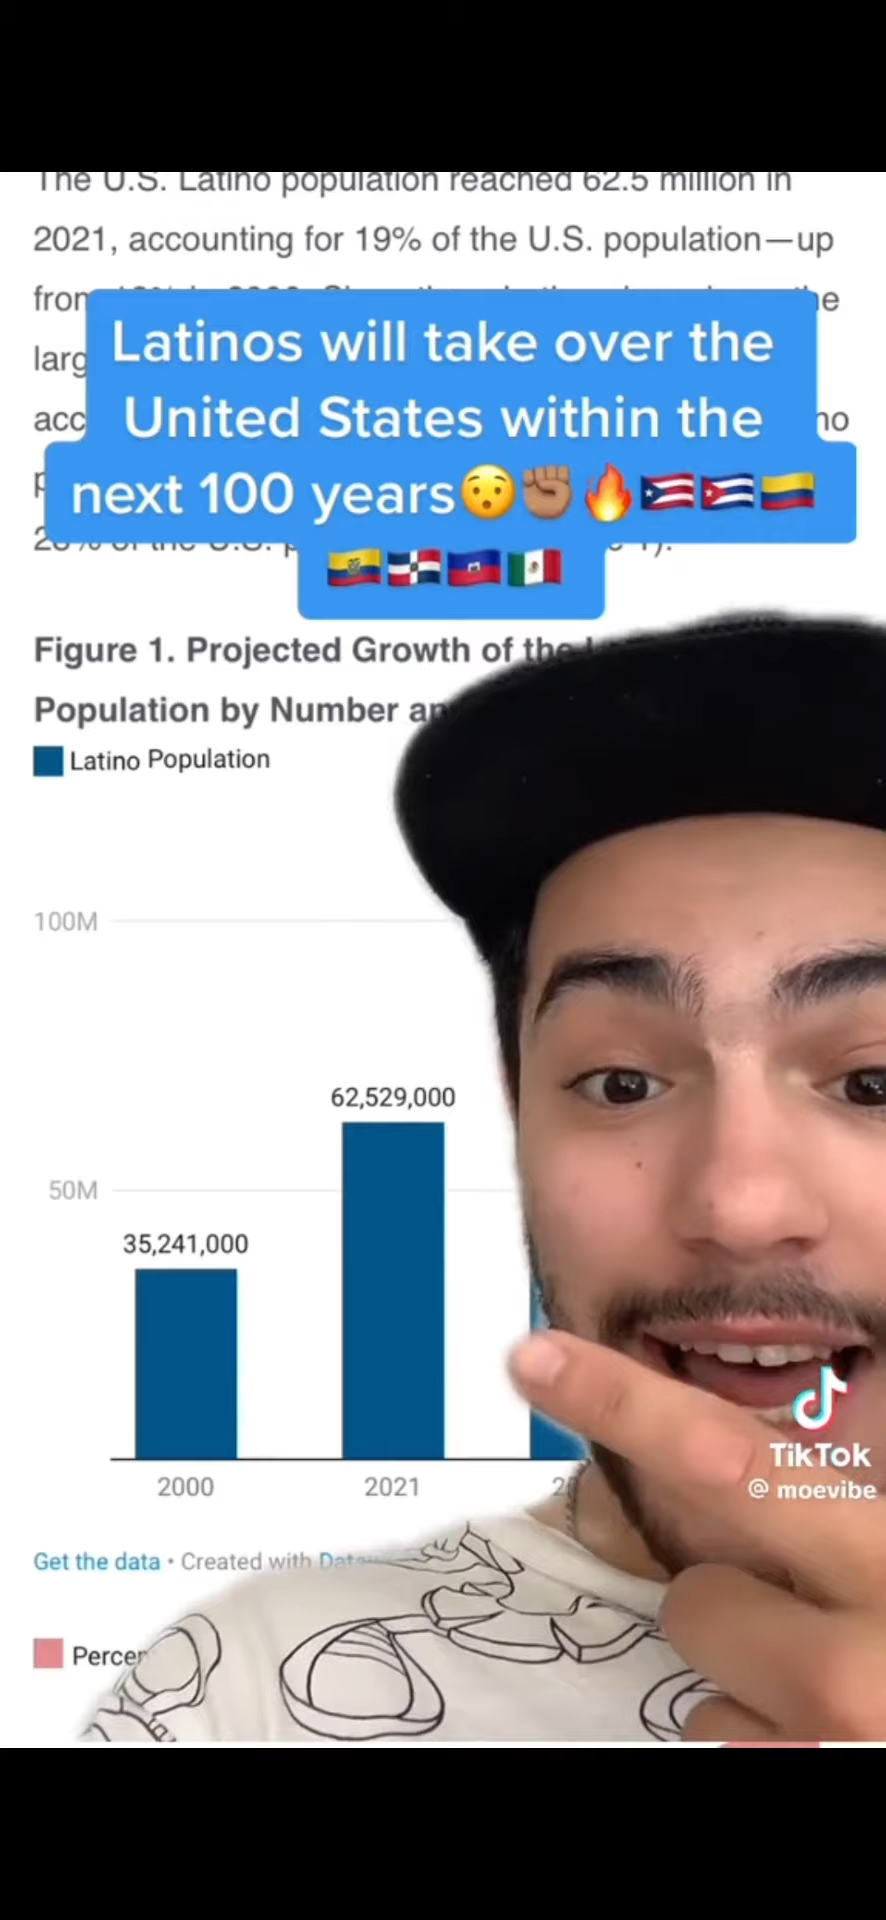 The U.S. Latino population reached 62.5 million in
2021, accounting for 19% of the U.S. population—up
Latinos will take over the
United States within the
next 100 years😯✊🏽🔥🇵🇷🇨🇺🇨🇴
🇪🇨🇩🇴🇭🇹🇲🇽
Figure 1. Projected Growth of the
Population by Number
Latino Population
100M
62,529,000
50M
35,241,000
2000
2021
Get the data • Created with
TikTok
@ moevibe